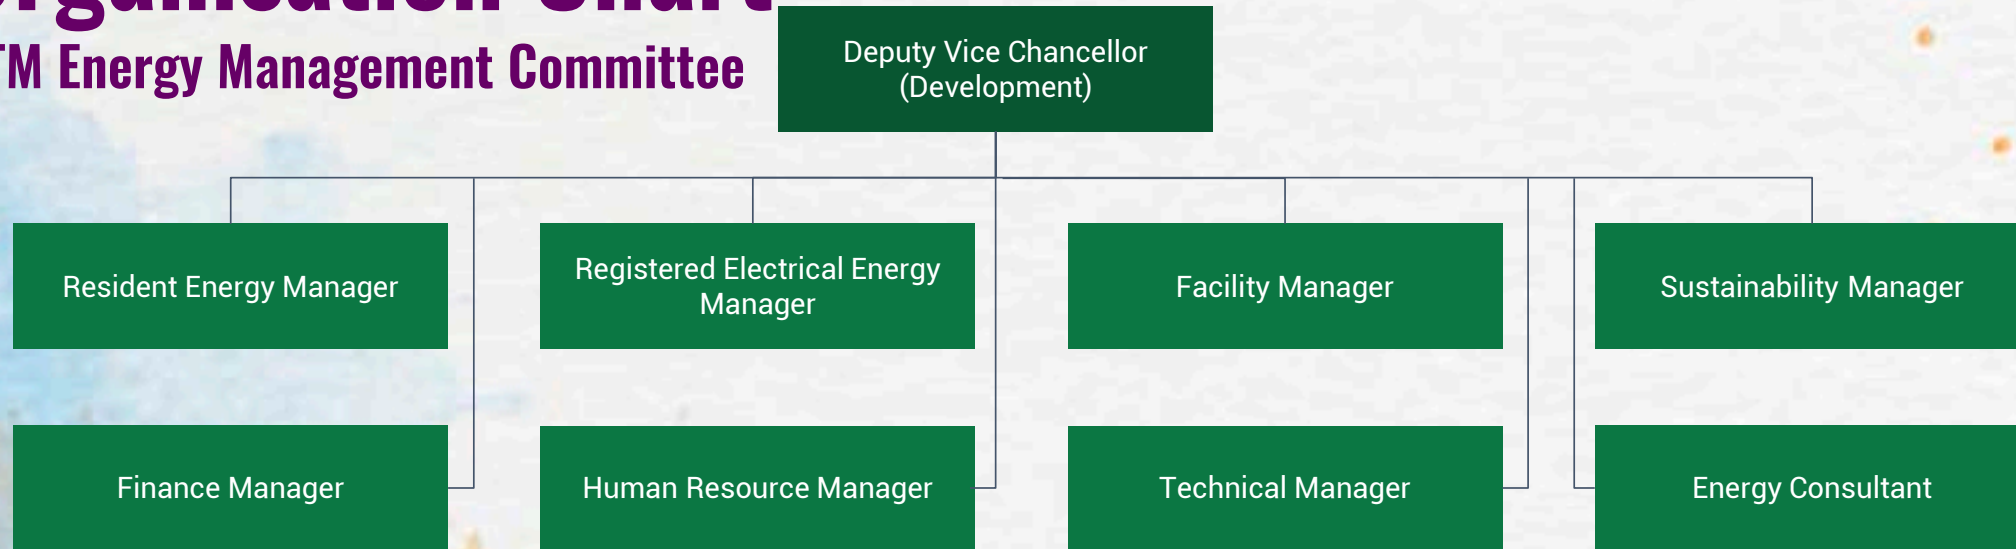 TM Energy Management Committee
Deputy Vice Chancellor
(Development)
Resident Energy Manager
Registered Electrical Energy
Manager
Facility Manager
Sustainability Manager
Finance Manager
Human Resource Manager
Technical Manager
Energy Consultant